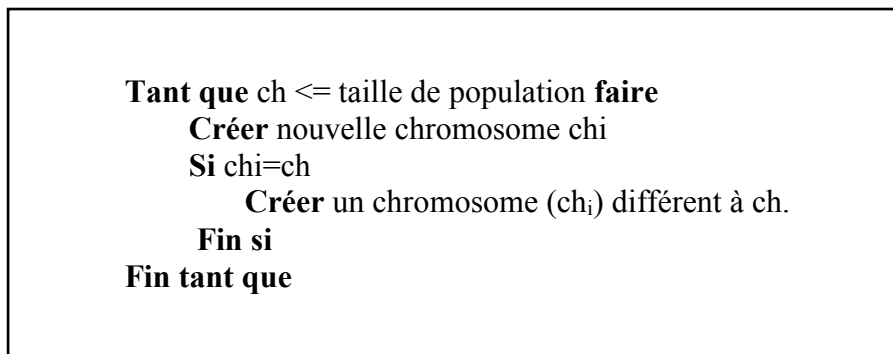 Tant que ch <= taille de population faire
Créer nouvelle chromosome chi
Si chi=ch
Créer un chromosome (chi) différent à ch.
Fin si
Fin tant que